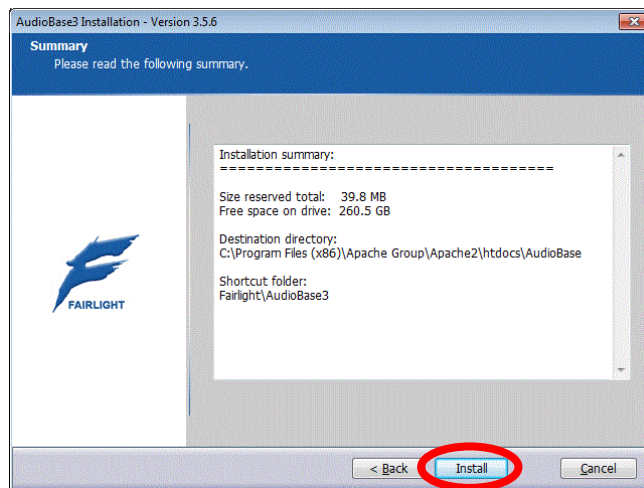 AudioBase3 Installation - Version 3.5.6
Summary
Please read the following summary.
Installation summary:
=====================================
Size reserved total: 39.8 MB
Free space on drive: 260.5 GB
Destination directory:
C:\Program Files (x86)\Apache Group\Apache2\htdocs\AudioBase
Shortcut folder:
Fairlight\AudioBase3
FAIRLIGHT
< Back Install Cancel